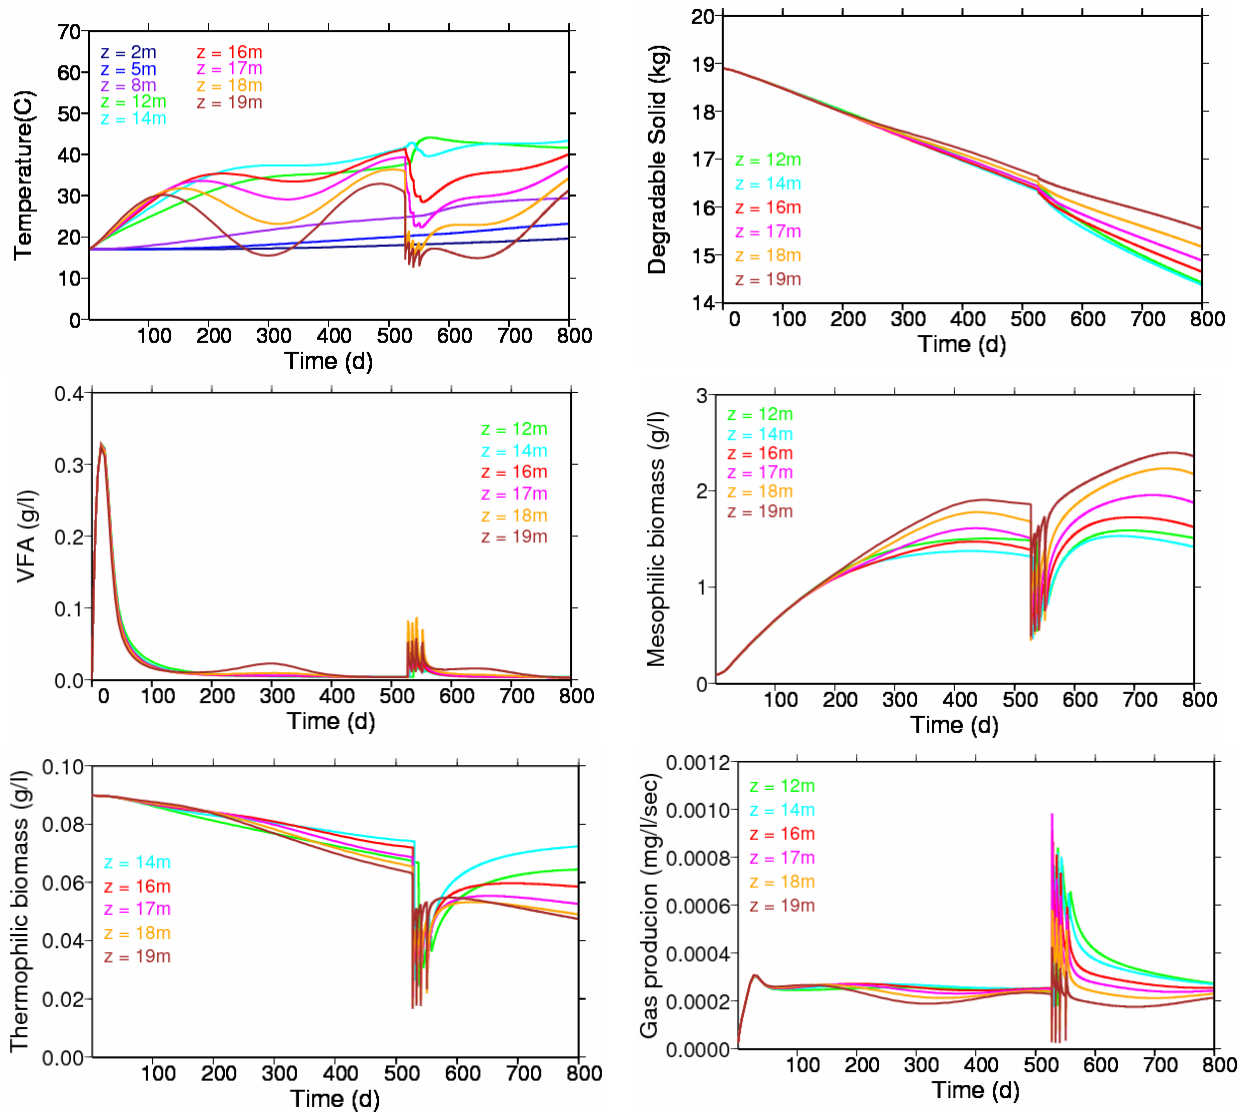 70
60
50
40
30
20
10
0
Temperature(C)
z = 2m
z = 5m
z = 8m
z = 12m
z = 14m
z = 16m
z = 17m
z = 18m
z = 19m
100 200 300 400 500 600 700 800
Time (d)
20
19
18
17
16
15
14
Degradable Solid (kg)
z = 12m
z = 14m
z = 16m
z = 17m
z = 18m
z = 19m
0 100 200 300 400 500 600 700 800
Time (d)
0.4
0.3
0.2
0.1
0.0
VFA (g/l)
z = 12m
z = 14m
z = 16m
z = 17m
z = 18m
z = 19m
0 100 200 300 400 500 600 700 800
Time (d)
3
2
1
0
Mesophilic biomass (g/l)
z = 12m
z = 14m
z = 16m
z = 17m
z = 18m
z = 19m
100 200 300 400 500 600 700 800
Time (d)
0.10
0.08
0.06
0.04
0.02
0.00
Thermophilic biomass (g/l)
z = 14m
z = 16m
z = 17m
z = 18m
z = 19m
100 200 300 400 500 600 700 800
Time (d)
0.0012
0.0010
0.0008
0.0006
0.0004
0.0002
0.0000
Gas producion (mg/l/sec)
z = 12m
z = 14m
z = 16m
z = 17m
z = 18m
z = 19m
100 200 300 400 500 600 700 800
Time (d)